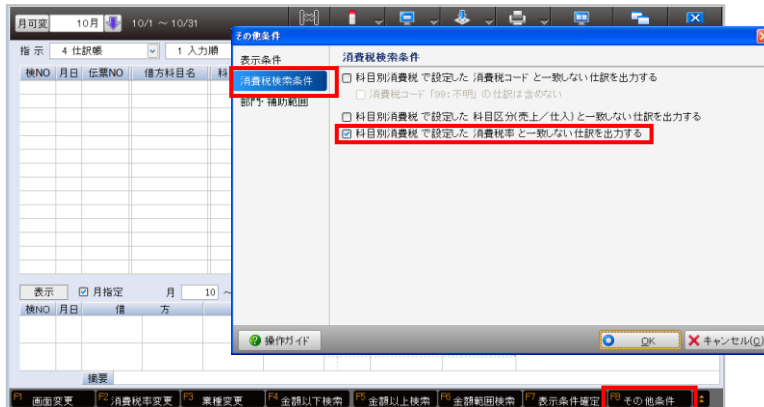 月可変 10月 10/1 ～ 10/31
指示 4 仕訳帳 1 入力順
検NO 月日 伝票NO 借方科目名 科
その他条件
表示条件
消費税検索条件
部門・補助範囲
消費税検索条件
科目別消費税 で設定した 消費税コード と一致しない仕訳を出力する
消費税コード「99:不明」の仕訳は含めない
科目別消費税 で設定した 科目区分(売上／仕入) と一致しない仕訳を出力する
科目別消費税 で設定した 消費税率 と一致しない仕訳を出力する
操作ガイド OK キャンセル(Q)
表示 月指定 月 10 ～
検NO 月日 借 方
摘要
F1 画面変更 F2 消費税率変更 F3 業種変更 F4 金額以下検索 F5 金額以上検索 F6 金額範囲検索 F7 表示条件確定 F8 その他条件